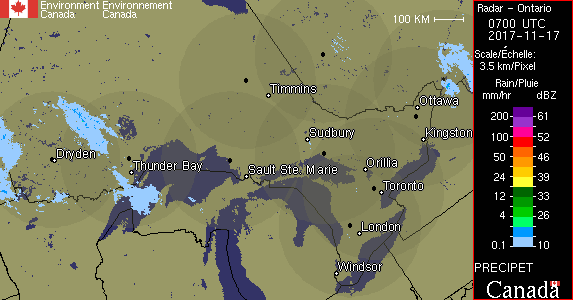 Environment Environnement
Canada Canada
100 KM
Timmins
Ottawa
Sudbury
Kingston
Dryden
Thunder Bay
Sault Ste. Marie
Orillia
Toronto
London
Windsor
Radar - Ontario
0700 UTC
2017-11-17
Scale/Échelle:
3.5 km/Pixel
Rain/Pluie
mm/hr dBZ
200 61
100 52
50 46
24 39
12 33
4 26
0.1 10
PRECIPET
Canada